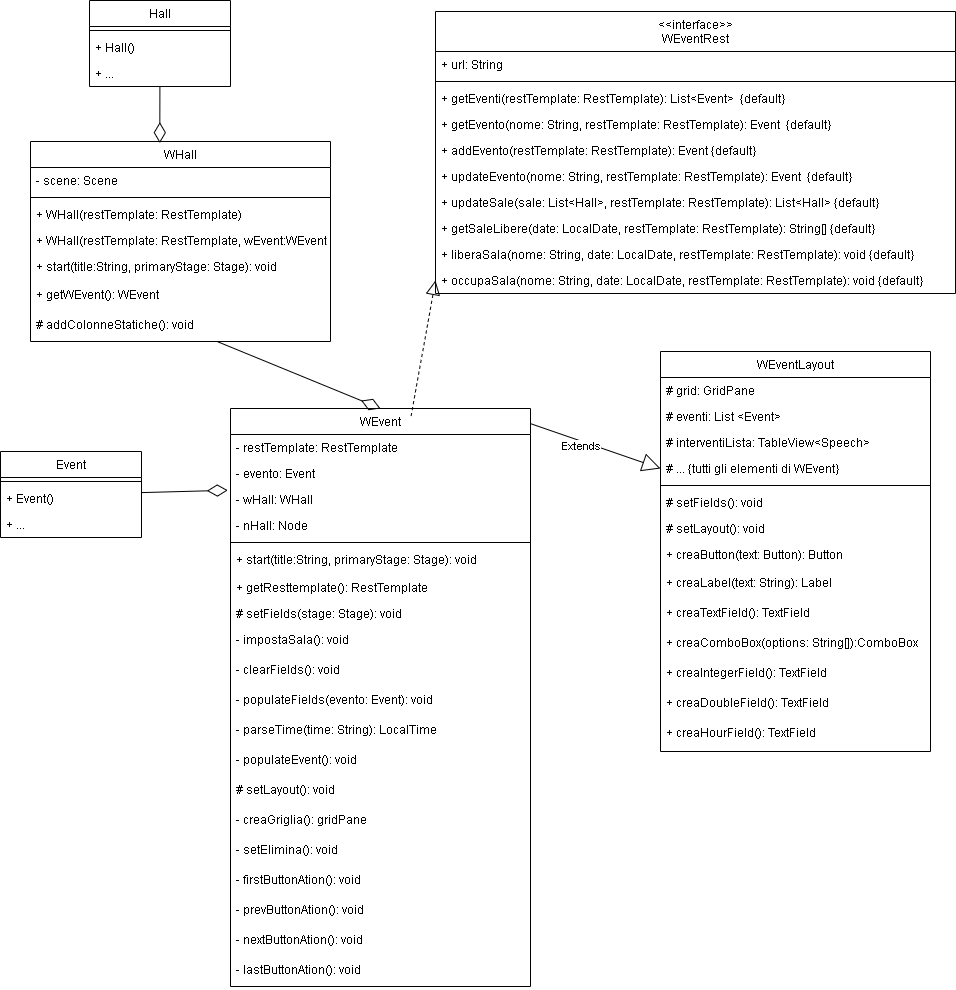 Hall
+ Hall()
+ ...
<<interface>>
WEventRest
+ url: String
+ getEventi(restTemplate: RestTemplate): List<Event>  {default}
+ getEvento(nome: String, restTemplate: RestTemplate): Event  {default}
+ addEvento(restTemplate: RestTemplate): Event {default}
+ updateEvento(nome: String, restTemplate: RestTemplate): Event  {default}
+ updateSale(sale: List<Hall>, restTemplate: RestTemplate): List<Hall> {default}
+ getSaleLibere(date: LocalDate, restTemplate: RestTemplate): String[] {default}
+ liberaSala(nome: String, date: LocalDate, restTemplate: RestTemplate): void {default}
+ occupaSala(nome: String, date: LocalDate, restTemplate: RestTemplate): void {default}
WHall
- scene: Scene
+ WHall(restTemplate: RestTemplate)
+ WHall(restTemplate: RestTemplate, wEvent:WEvent
+ start(title:String, primaryStage: Stage): void
+ getWEvent(): WEvent
# addColonneStatiche(): void
WEventLayout
# grid: GridPane
# eventi: List <Event>
# interventiLista: TableView<Speech>
# ... {tutti gli elementi di WEvent}
# setFields(): void
# setLayout(): void
+ creaButton(text: Button): Button
+ creaLabel(text: String): Label
+ creaTextField(): TextField
+ creaComboBox(options: String[]):ComboBox
+ creaIntegerField(): TextField
+ creaDoubleField(): TextField
+ creaHourField(): TextField
Extends
Event
+ Event()
+ ...
WEvent
- restTemplate: RestTemplate
- evento: Event
- wHall: WHall
- nHall: Node
+ start(title:String, primaryStage: Stage): void
+ getResttemplate(): RestTemplate
# setFields(stage: Stage): void
- impostaSala(): void
- clearFields(): void
- populateFields(evento: Event): void
- parseTime(time: String): LocalTime
- populateEvent(): void
# setLayout(): void
- creaGriglia(): gridPane
- setElimina(): void
- firstButtonAtion(): void
- prevButtonAtion(): void
- nextButtonAtion(): void
- lastButtonAtion(): void